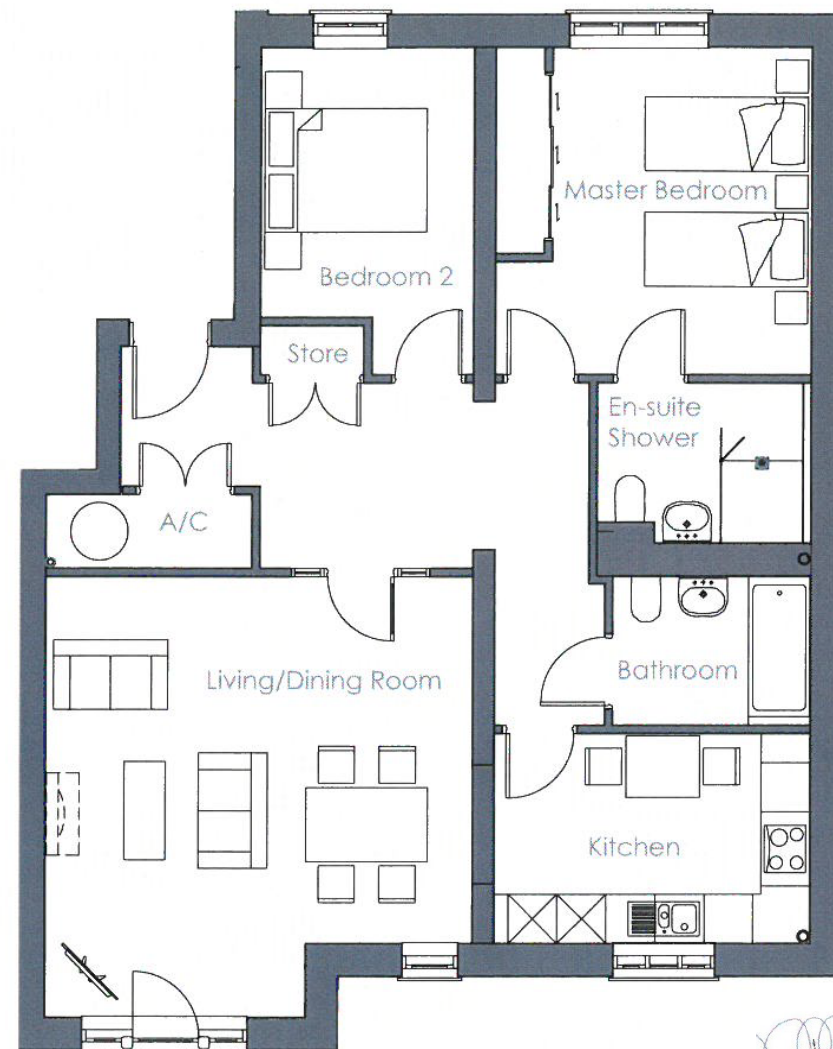 Master Bedroom
Bedroom 2
Store
En-suite
Shower
A/C
Living/Dining Room
Bathroom
Kitchen